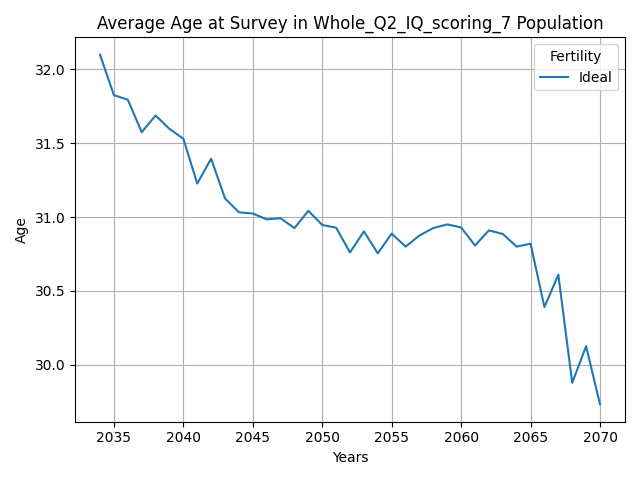 Average Age at Survey in Whole_Q2_IQ_scoring_7 Population
Fertility
Ideal
32.0
31.5
31.0
30.5
30.0
Age
2035 2040 2045 2050 2055 2060 2065 2070
Years